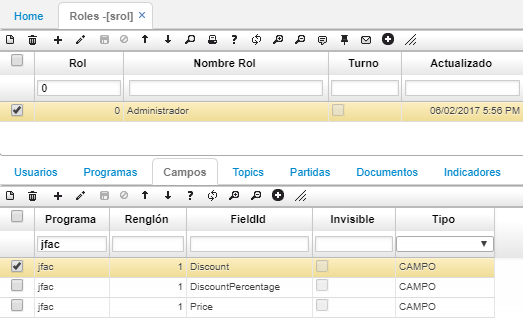 Home Roles -[srol] ×
Rol Nombre Rol Turno Actualizado
0
0 Administrador 06/02/2017 5:56 PM
Usuarios Programas Campos Topics Partidas Documentos Indicadores
Programa Renglón FieldId Invisible Tipo
jfac
jfac 1 Discount CAMPO
jfac 1 DiscountPercentage CAMPO
jfac 1 Price CAMPO